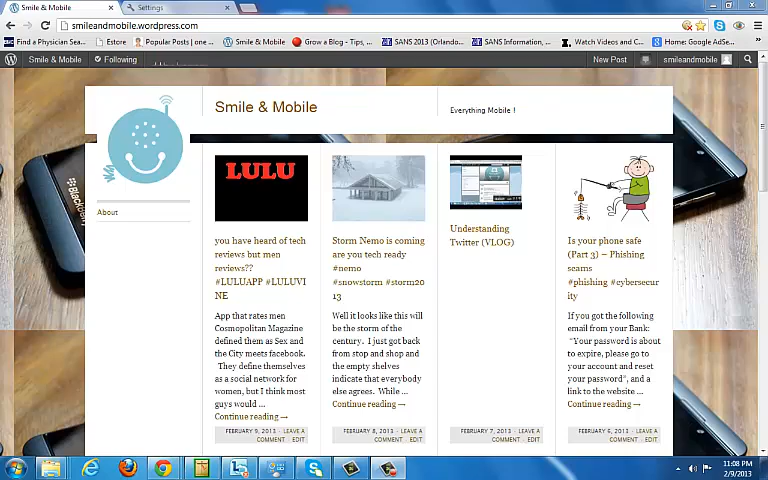 Smile & Mobile
Settings
smileandmobile.wordpress.com
Find a Physician Sea...
Estore
Popular Posts | one ...
Smile & Mobile
Grow a Blog - Tips, ...
SANS 2013 (Orlando...
SANS Information, ...
Watch Videos and C...
Home: Google AdSe...
Smile & Mobile
Following
New Post
smileandmobile
Smile & Mobile
Everything Mobile !
BlackBerry
About
LULU
you have heard of tech
reviews but men
reviews??
#LULUAPP #LULUVI
NE
App that rates men
Cosmopolitan Magazine
defined them as Sex and
the City meets facebook.
They define themselves
as a social network for
women, but I think most
guys would ...
Continue reading →
FEBRUARY 9, 2013 · LEAVE A
COMMENT · EDIT
Storm Nemo is coming
are you tech ready
#nemo
#snowstorm #storm20
13
Well it looks like this will
be the storm of the
century. I just got back
from stop and shop and
the empty shelves
indicate that everybody
else agrees. While ...
Continue reading →
FEBRUARY 8, 2013 · LEAVE A
COMMENT · EDIT
Understanding
Twitter (VLOG)
FEBRUARY 7, 2013 · LEAVE A
COMMENT · EDIT
Is your phone safe
(Part 3) – Phishing
scams
#phishing #cybersecur
ity
If you got the following
email from your Bank:
"Your password is about
to expire, please go to
your account and reset
your password", and a
link to the website ...
Continue reading →
FEBRUARY 6, 2013 · LEAVE A
COMMENT · EDIT
11:08 PM
2/9/2013